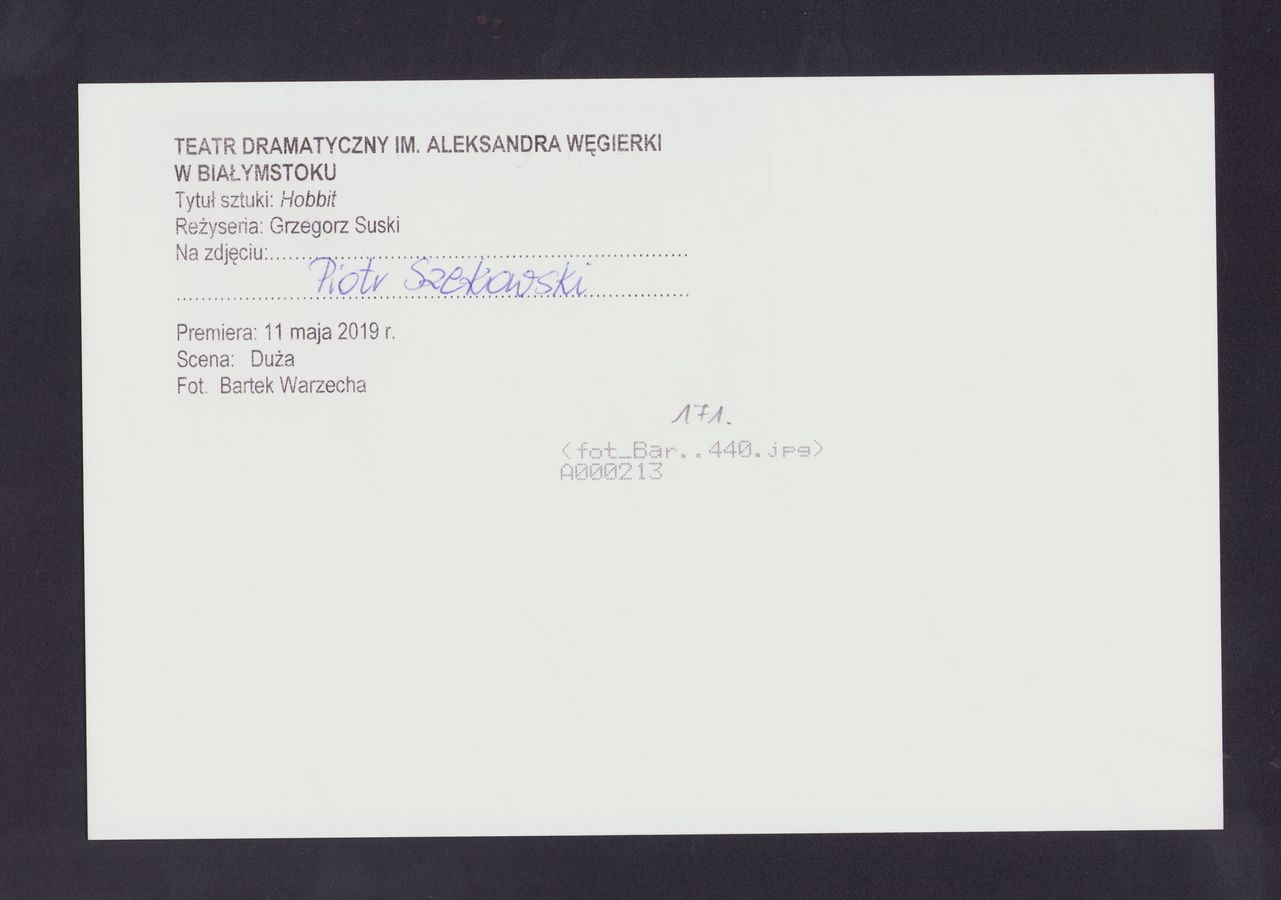 TEATR DRAMATYCZNY IM. ALEKSANDRA WĘGIERKI
W BIAŁYMSTOKU
Tytuł sztuki: Hobbit
Reżyseria: Grzegorz Suski
Na zdjęciu:................................................................................
Piotr Szekowski
Premiera: 11 maja 2019 r.
Scena: Duża
Fot. Bartek Warzecha
171.
(fot_Bar..440.jpg)
A000213